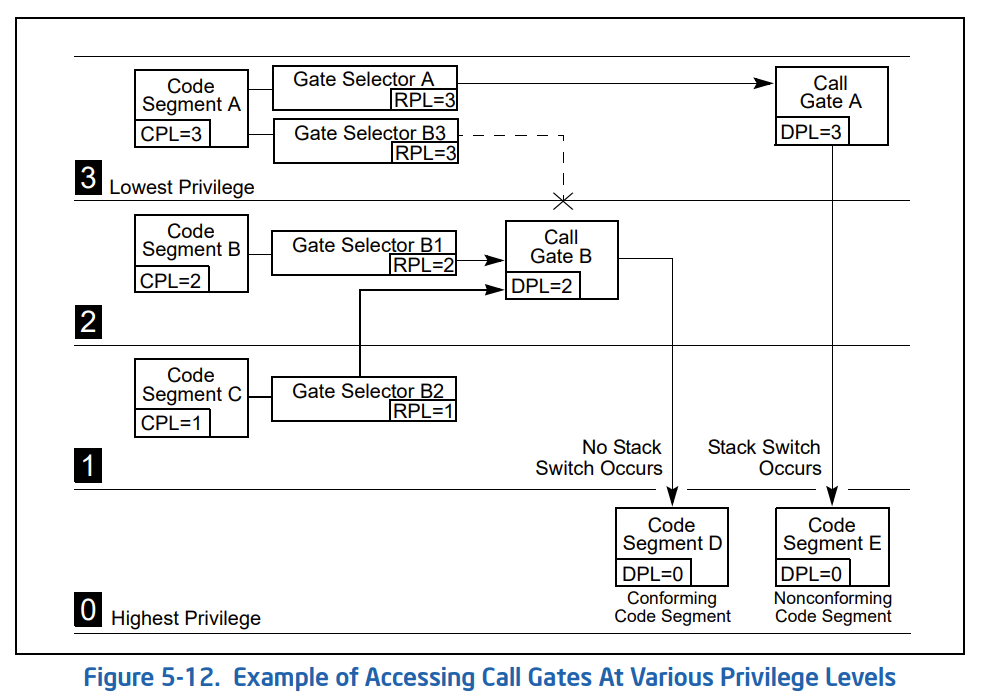 Code
Segment A
CPL=3
Gate Selector A
RPL=3
Gate Selector B3
RPL=3
Call
Gate A
DPL=3
3 Lowest Privilege
Code
Segment B
CPL=2
Gate Selector B1
RPL=2
Call
Gate B
DPL=2
2
Code
Segment C
CPL=1
Gate Selector B2
RPL=1
No Stack
Switch Occurs
Stack Switch
Occurs
1
Code
Segment D
DPL=0
Conforming
Code Segment
Code
Segment E
DPL=0
Nonconforming
Code Segment
0 Highest Privilege
Figure 5-12. Example of Accessing Call Gates At Various Privilege Levels